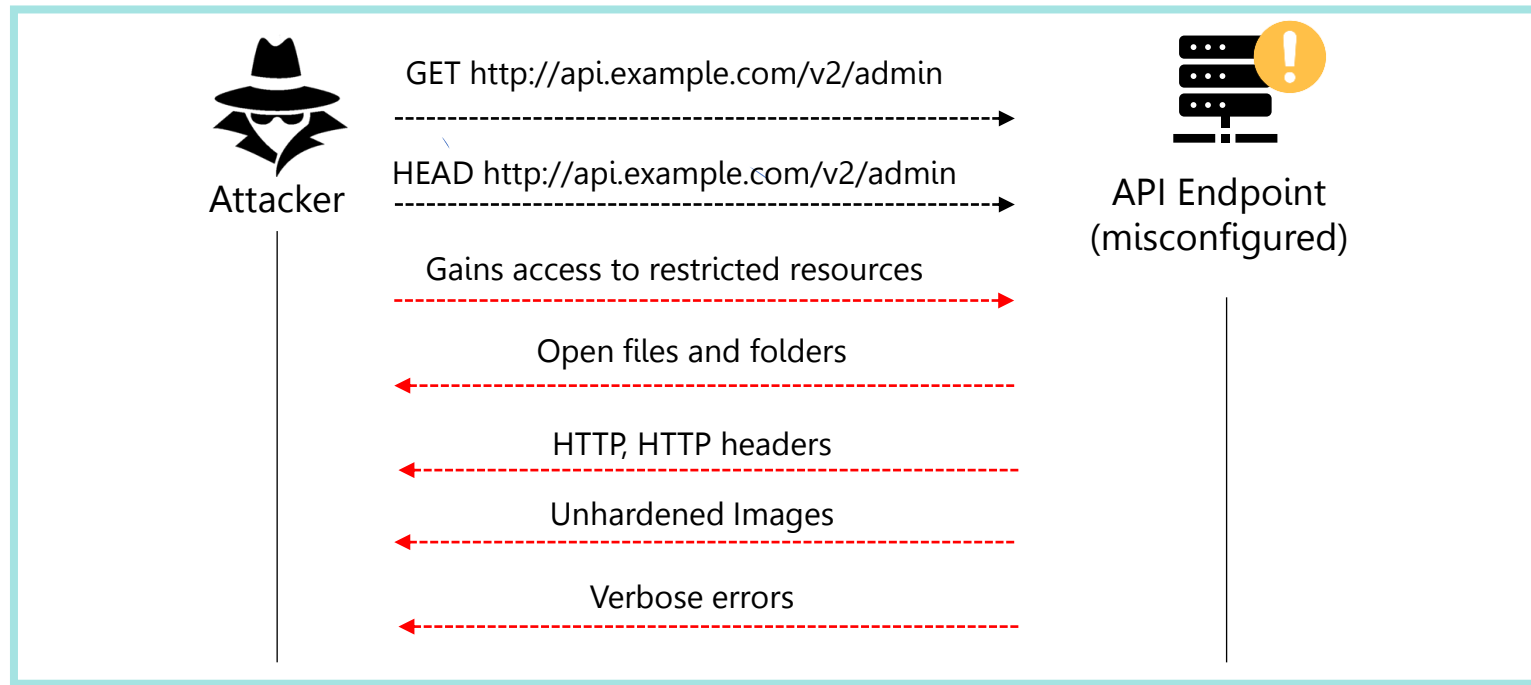 GET http://api.example.com/v2/admin
HEAD http://api.example.com/v2/admin
Attacker
API Endpoint
(misconfigured)
Gains access to restricted resources
Open files and folders
HTTP, HTTP headers
Unhardened Images
Verbose errors